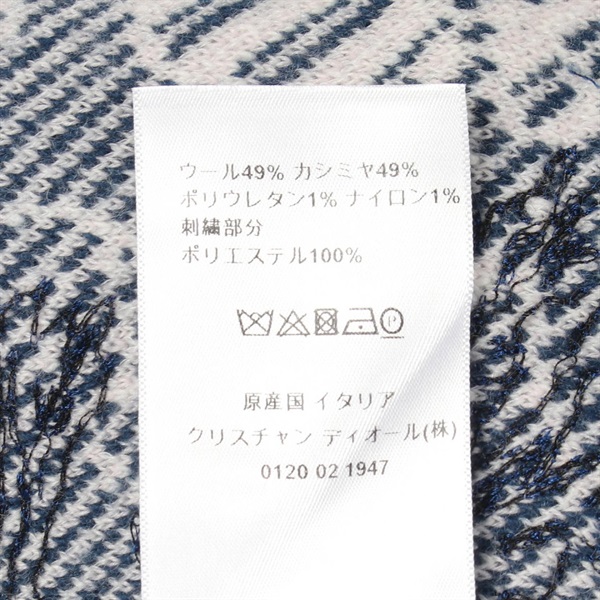 ウール49% カシミヤ49%
ポリウレタン1% ナイロン1%
刺繍部分
ポリエステル100%
P
原産国 イタリア
クリスチャン ディオール(株)
0120 02 1947